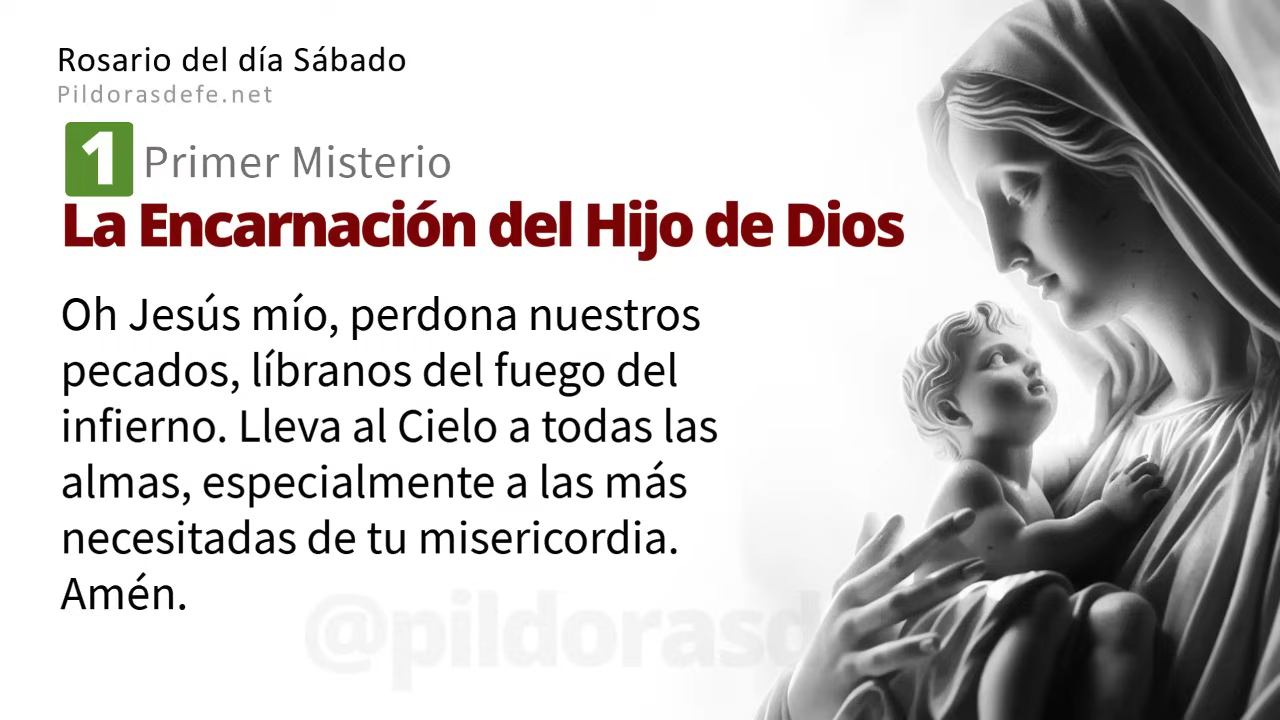 Rosario del día Sábado
Pildorasdefe.net
1 Primer Misterio
La Encarnación del Hijo de Dios
Oh Jesús mío, perdona nuestros
pecados, líbranos del fuego del
infierno. Lleva al Cielo a todas las
almas, especialmente a las más
necesitadas de tu misericordia.
Amén.
@pildorasd